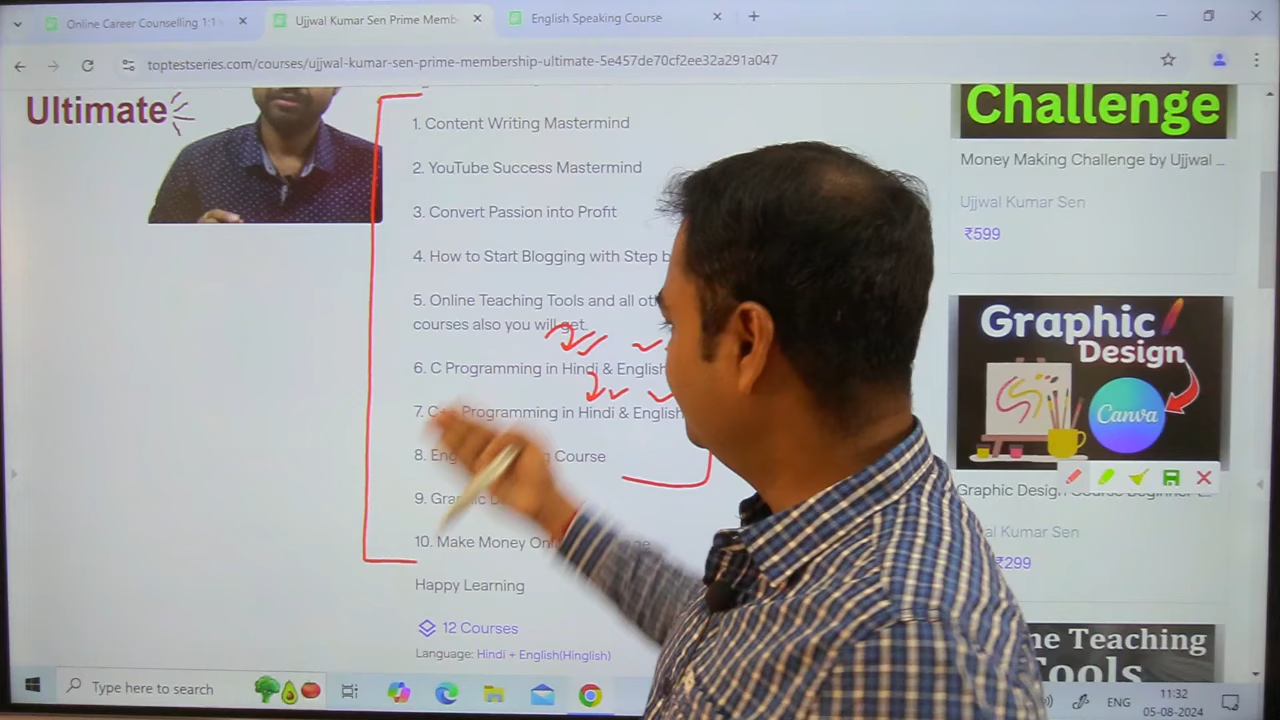 Online Career Counselling 1:1
Ujjwal Kumar Sen Prime Memb
English Speaking Course
toptestseries.com/courses/ujjwal-kumar-sen-prime-membership-ultimate-5e457de70cf2ee32a291a047
Ultimate
1. Content Writing Mastermind
2. YouTube Success Mastermind
3. Convert Passion into Profit
4. How to Start Blogging with Step b
5. Online Teaching Tools and all ot
courses also you will get.
6. C Programming in Hindi & English
7. C++ Programming in Hindi & English
8. Eng Course
9. Gra
10. Make Money On
Happy Learning
12 Courses
Language: Hindi + English(Hinglish)
Challenge
Money Making Challenge by Ujjwal ...
Ujjwal Kumar Sen
₹599
Graphic
Design
Canva
Graphic Design
wal Kumar Sen
₹299
ne Teaching
Tools
Type here to search
ENG
11:32
05-08-2024